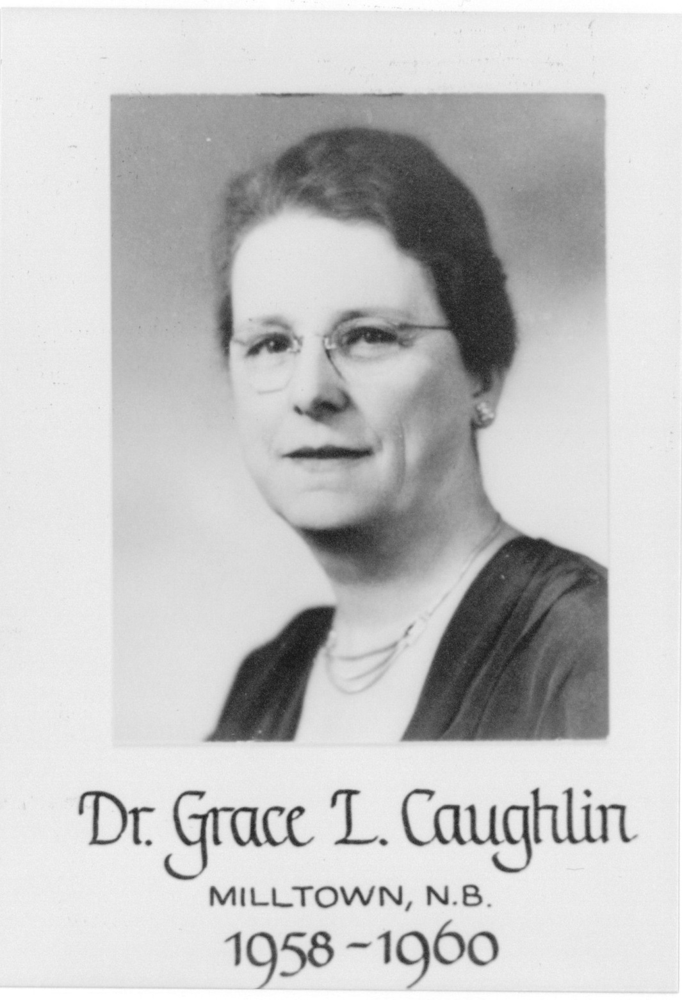 Dr. Grace L. Caughlin
MILLTOWN, N.B.
1958-1960